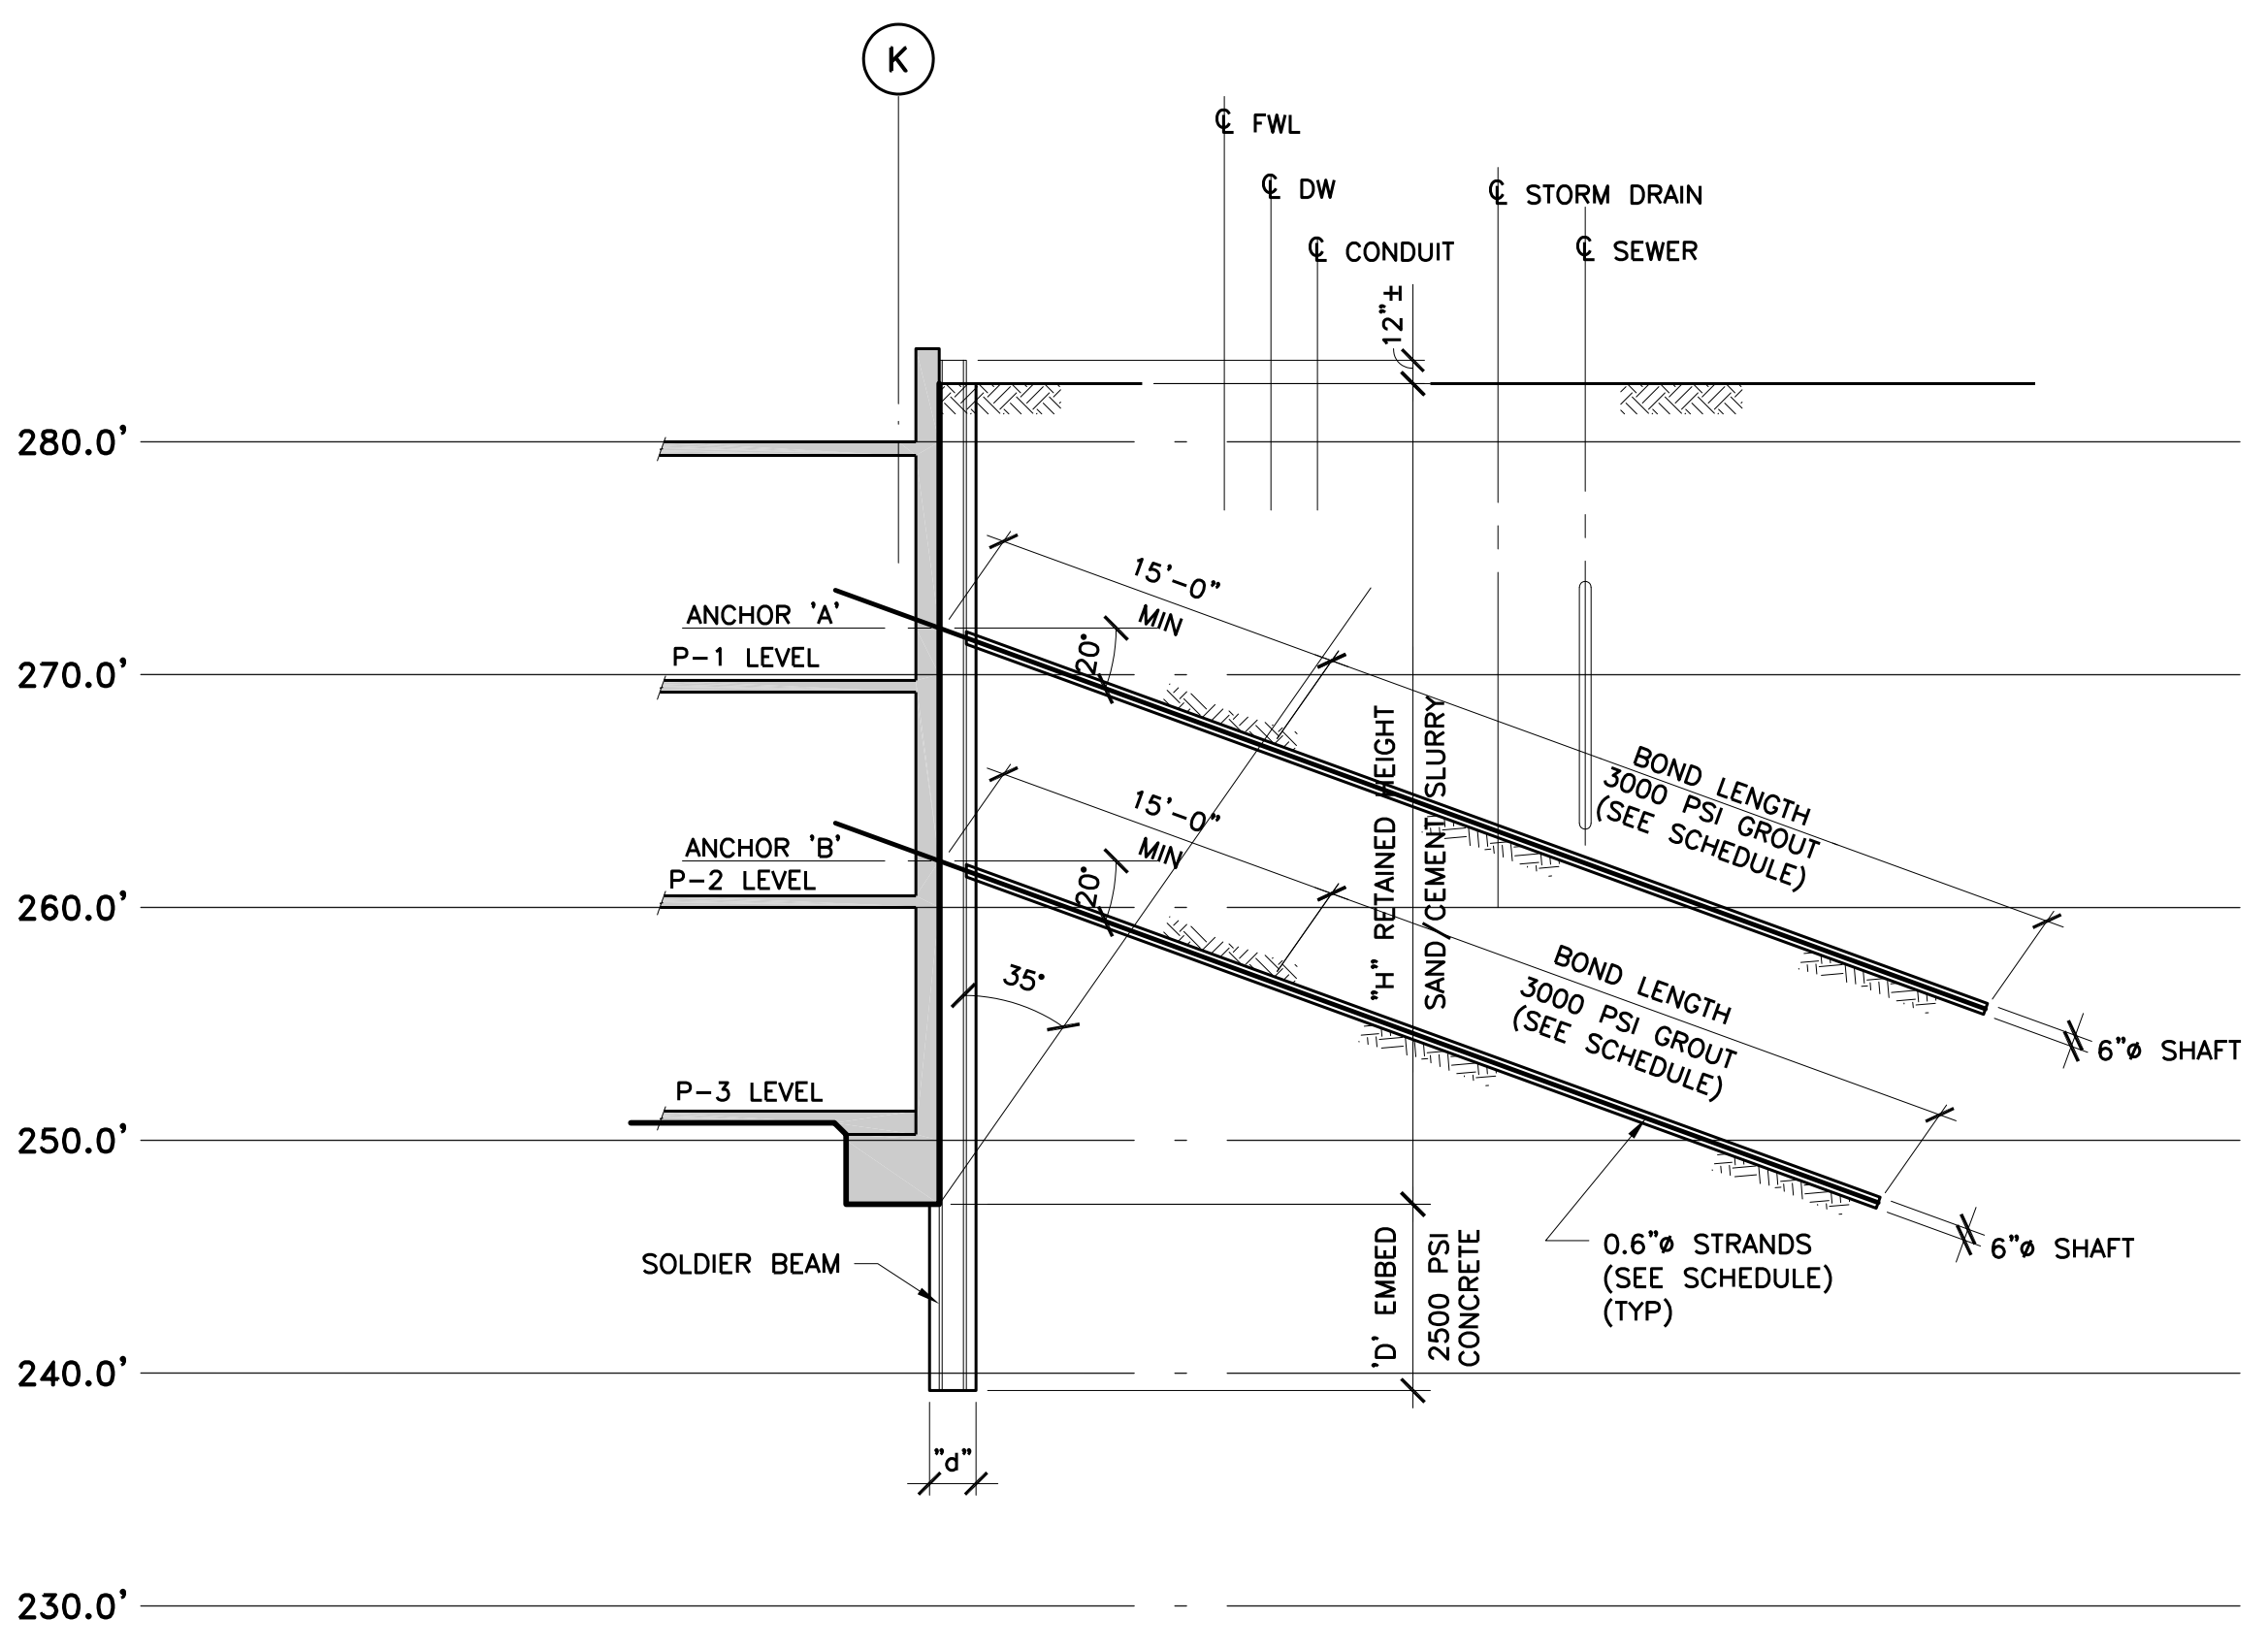 K
℄ FWL
℄ DW
℄ STORM DRAIN
℄ CONDUIT
℄ SEWER
12"±
280.0'
15'-0"
MIN
ANCHOR 'A'
20°
P-1 LEVEL
270.0'
"H" RETAINED HEIGHT
SAND/CEMENT SLURRY
BOND LENGTH
3000 PSI GROUT
(SEE SCHEDULE)
15'-0"
MIN
ANCHOR 'B'
20°
P-2 LEVEL
260.0'
35°
BOND LENGTH
3000 PSI GROUT
(SEE SCHEDULE)
6"ø SHAFT
P-3 LEVEL
250.0'
SOLDIER BEAM
'D' EMBED
2500 PSI
CONCRETE
0.6"ø STRANDS
(SEE SCHEDULE)
(TYP)
6"ø SHAFT
240.0'
"d"
230.0'